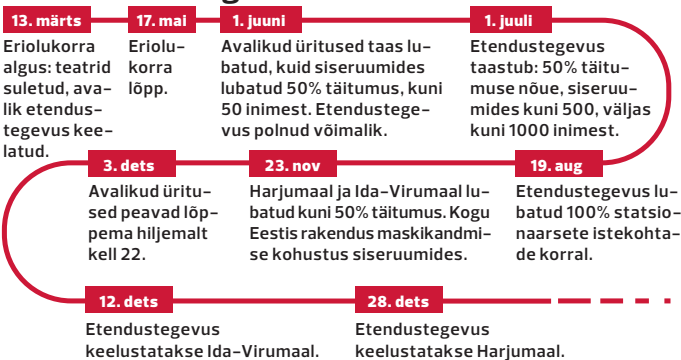 13. märts
Eriolukorra
algus: teatrid
suletud, ava-
lik etendus-
tegevus kee-
latud.
17. mai
Eriolu-
korra
lõpp.
1. juuni
Avalikud üritused taas lu-
batud, kuid siseruumides
lubatud 50% täitumus, kuni
50 inimest. Etendustege-
vus polnud võimalik.
1. juuli
Etendustegevus
taastub: 50% täitu-
muse nõue, siseruu-
mides kuni 500, väljas
kuni 1000 inimest.
19. aug
Etendustegevus lu-
batud 100% statsio-
naarsete istekohta-
de korral.
23. nov
Harjumaal ja Ida-Virumaal lu-
batud kuni 50% täitumus. Kogu
Eestis rakendus maskikandmi-
se kohustus siseruumides.
3. dets
Avalikud üritu-
sed peavad lõp-
pema hiljemalt
kell 22.
12. dets
Etendustegevus
keelustatakse Ida-Virumaal.
28. dets
Etendustegevus
keelustatakse Harjumaal.